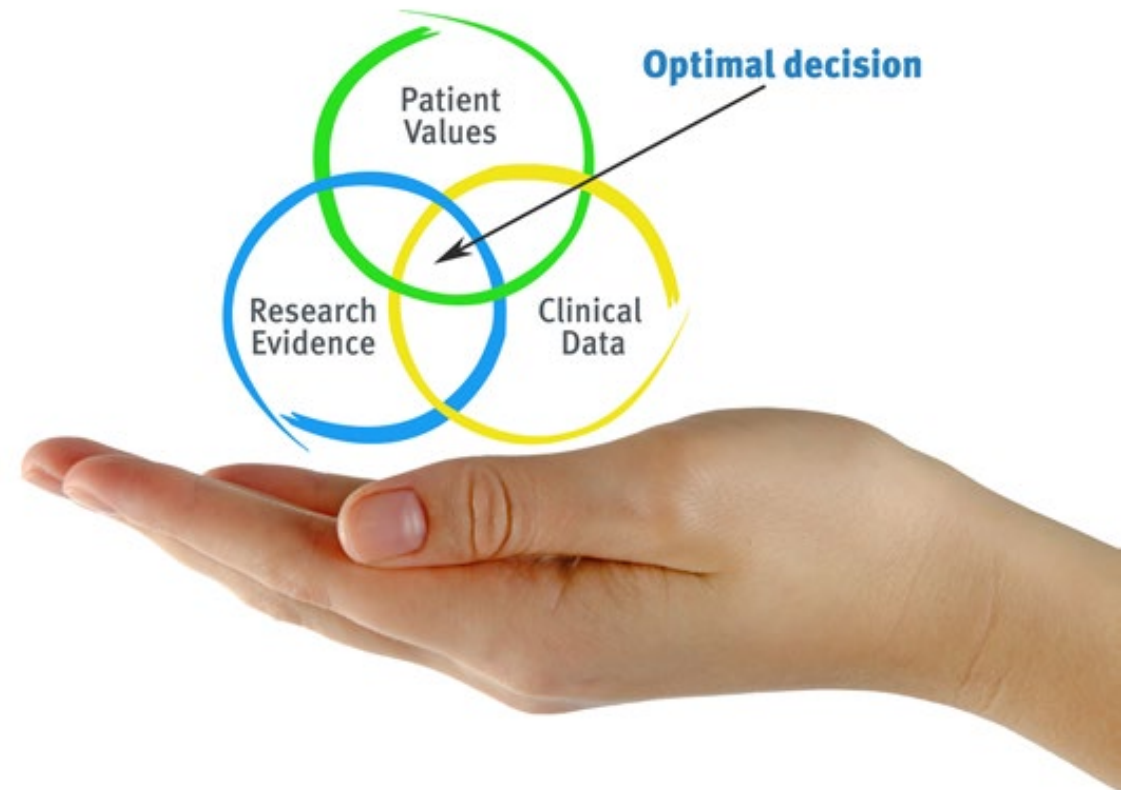 Optimal decision
Patient
Values
Research
Evidence
Clinical
Data